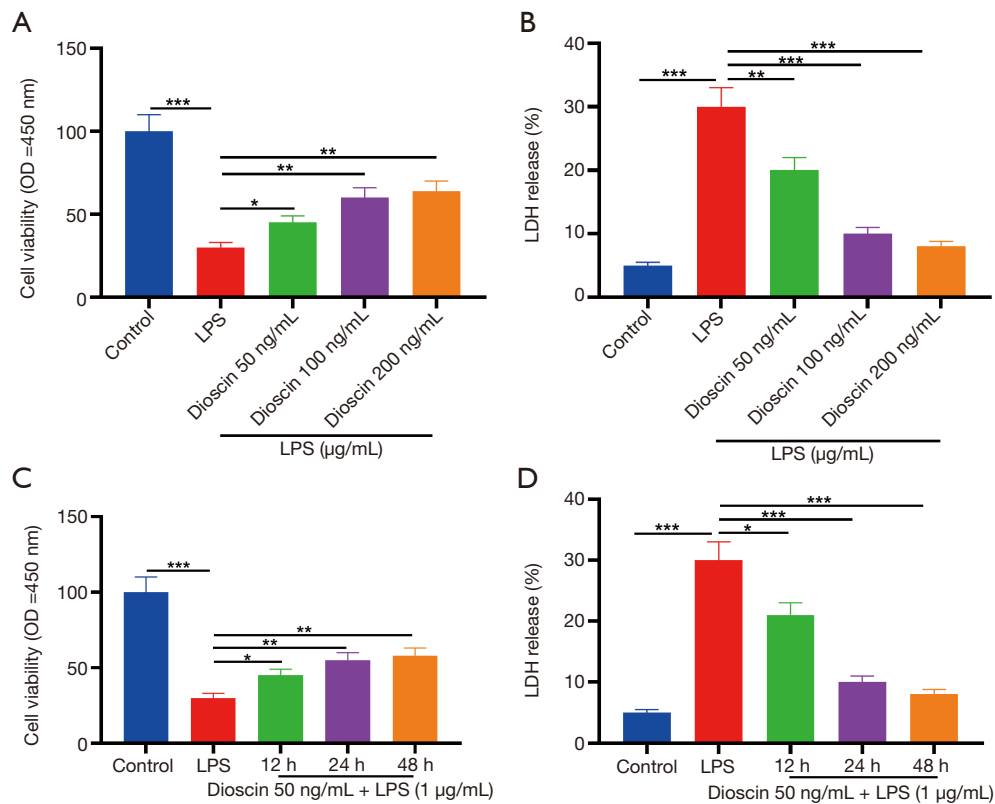 A
Cell viability (OD =450 nm)
150
100
50
0
***
*
**
**
Control
LPS
Dioscin 50 ng/mL
Dioscin 100 ng/mL
Dioscin 200 ng/mL
LPS (µg/mL)
B
LDH release (%)
40
30
20
10
0
***
**
***
***
Control
LPS
Dioscin 50 ng/mL
Dioscin 100 ng/mL
Dioscin 200 ng/mL
LPS (µg/mL)
C
Cell viability (OD =450 nm)
150
100
50
0
***
*
**
**
Control LPS 12 h 24 h 48 h
Dioscin 50 ng/mL + LPS (1 µg/mL)
D
LDH release (%)
40
30
20
10
0
***
*
***
***
Control LPS 12 h 24 h 48 h
Dioscin 50 ng/mL + LPS (1 µg/mL)